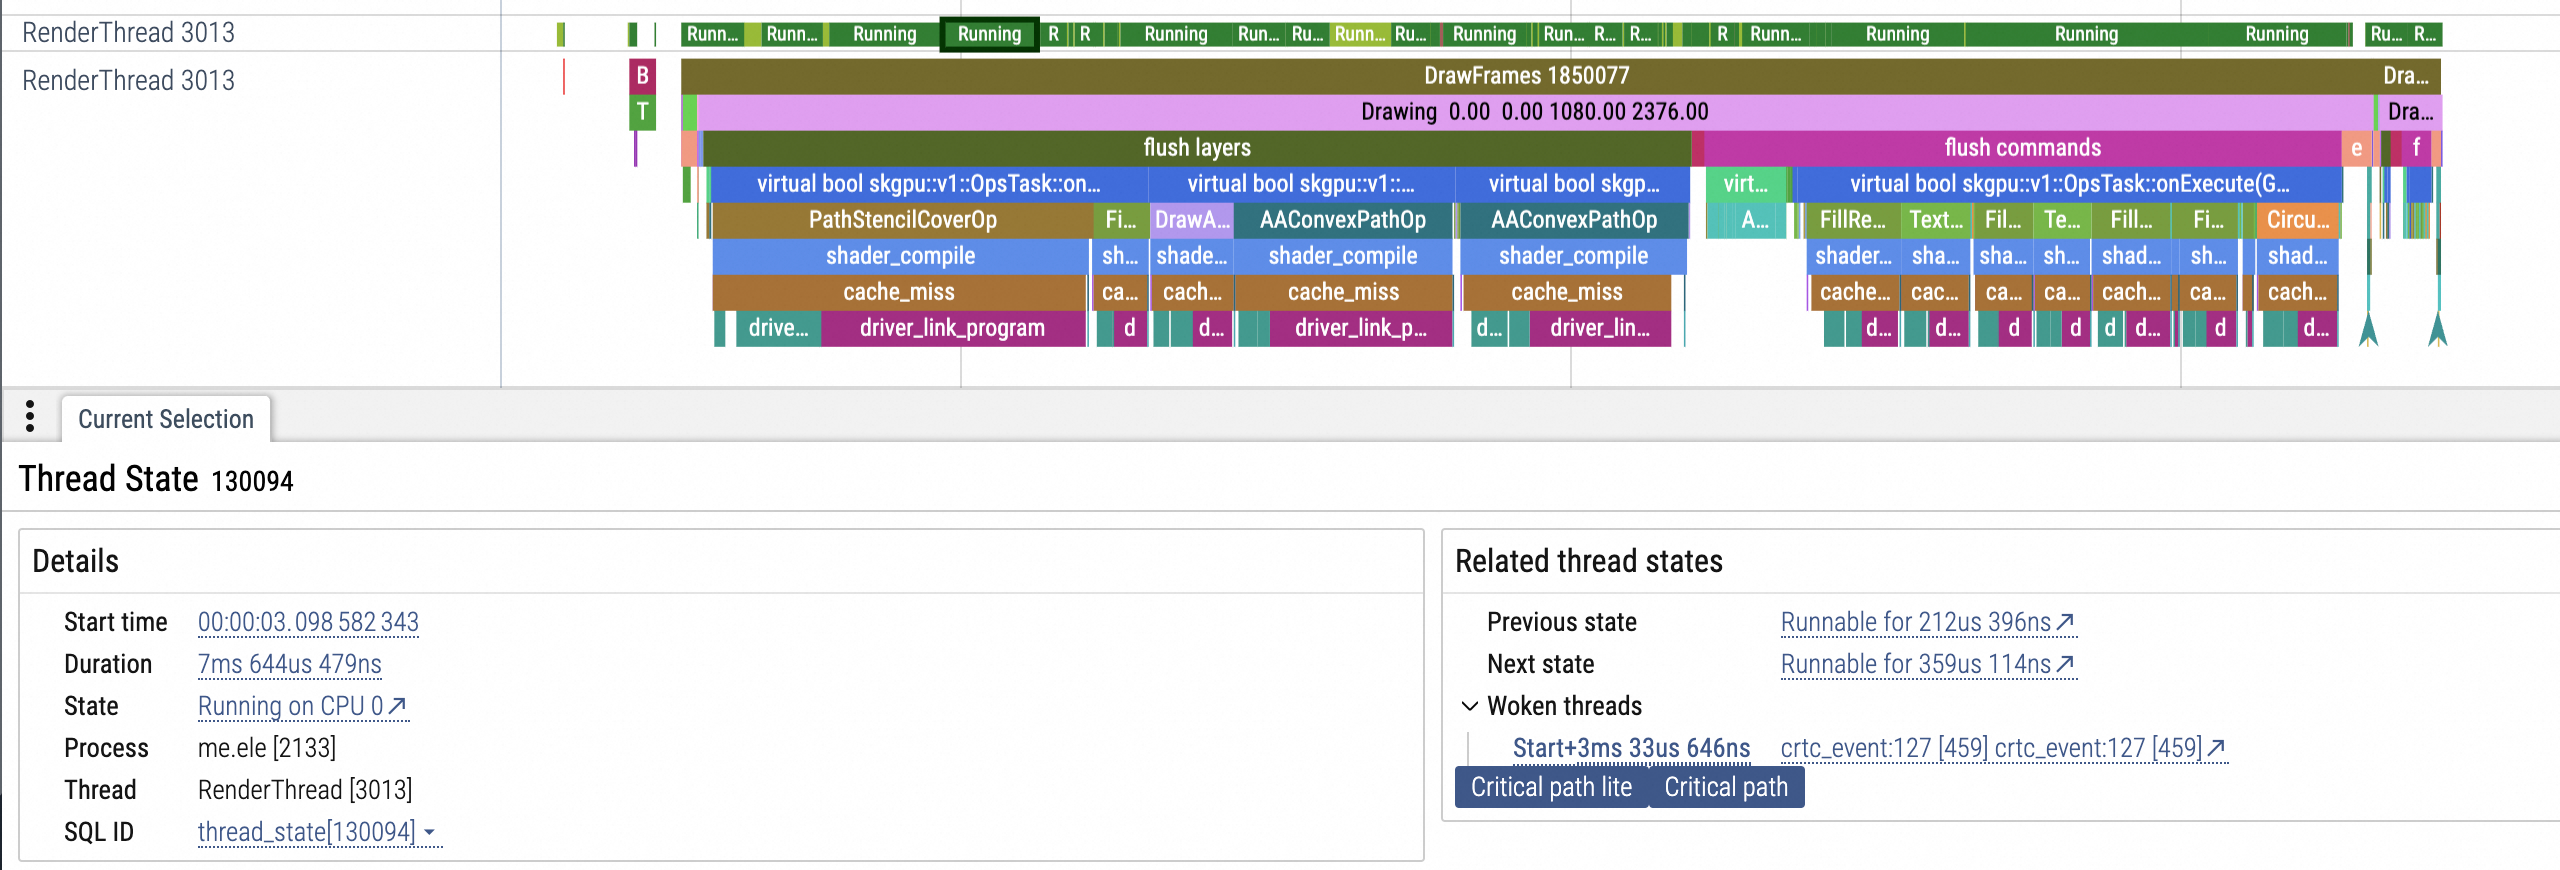 RenderThread 3013
Runn... Runn... Running Running R R Running Run... Ru... Runn... Ru... Running Run... R... R... R Runn... Running Running Running Ru... R...
RenderThread 3013
B DrawFrames 1850077 Dra...
T Drawing 0.00 0.00 1080.00 2376.00 Dra...
flush layers flush commands e f
virtual bool skgpu::v1::OpsTask::on... virtual bool skgpu::v1::... virtual bool skgp... virt... virtual bool skgpu::v1::OpsTask::onExecute(G...
PathStencilCoverOp Fi... DrawA... AAConvexPathOp AAConvexPathOp A... FillRe... Text... Fil... Te... Fill... Fi... Circu...
shader_compile sh... shade... shader_compile shader_compile shader... sha... sha... sh... shad... sh... shad...
cache_miss ca... cach... cache_miss cache_miss cache... cac... ca... ca... cach... ca... cach...
drive... driver_link_program d d... driver_link_p... d... driver_lin... d... d... d d d d... d d...
Current Selection
Thread State 130094
Details
Start time 00:00:03.098 582 343
Duration 7ms 644us 479ns
State Running on CPU 0
Process me.ele [2133]
Thread RenderThread [3013]
SQL ID thread_state[130094]
Related thread states
Previous state Runnable for 212us 396ns
Next state Runnable for 359us 114ns
Woken threads
Start+3ms 33us 646ns crtc_event:127 [459] crtc_event:127 [459]
Critical path lite Critical path